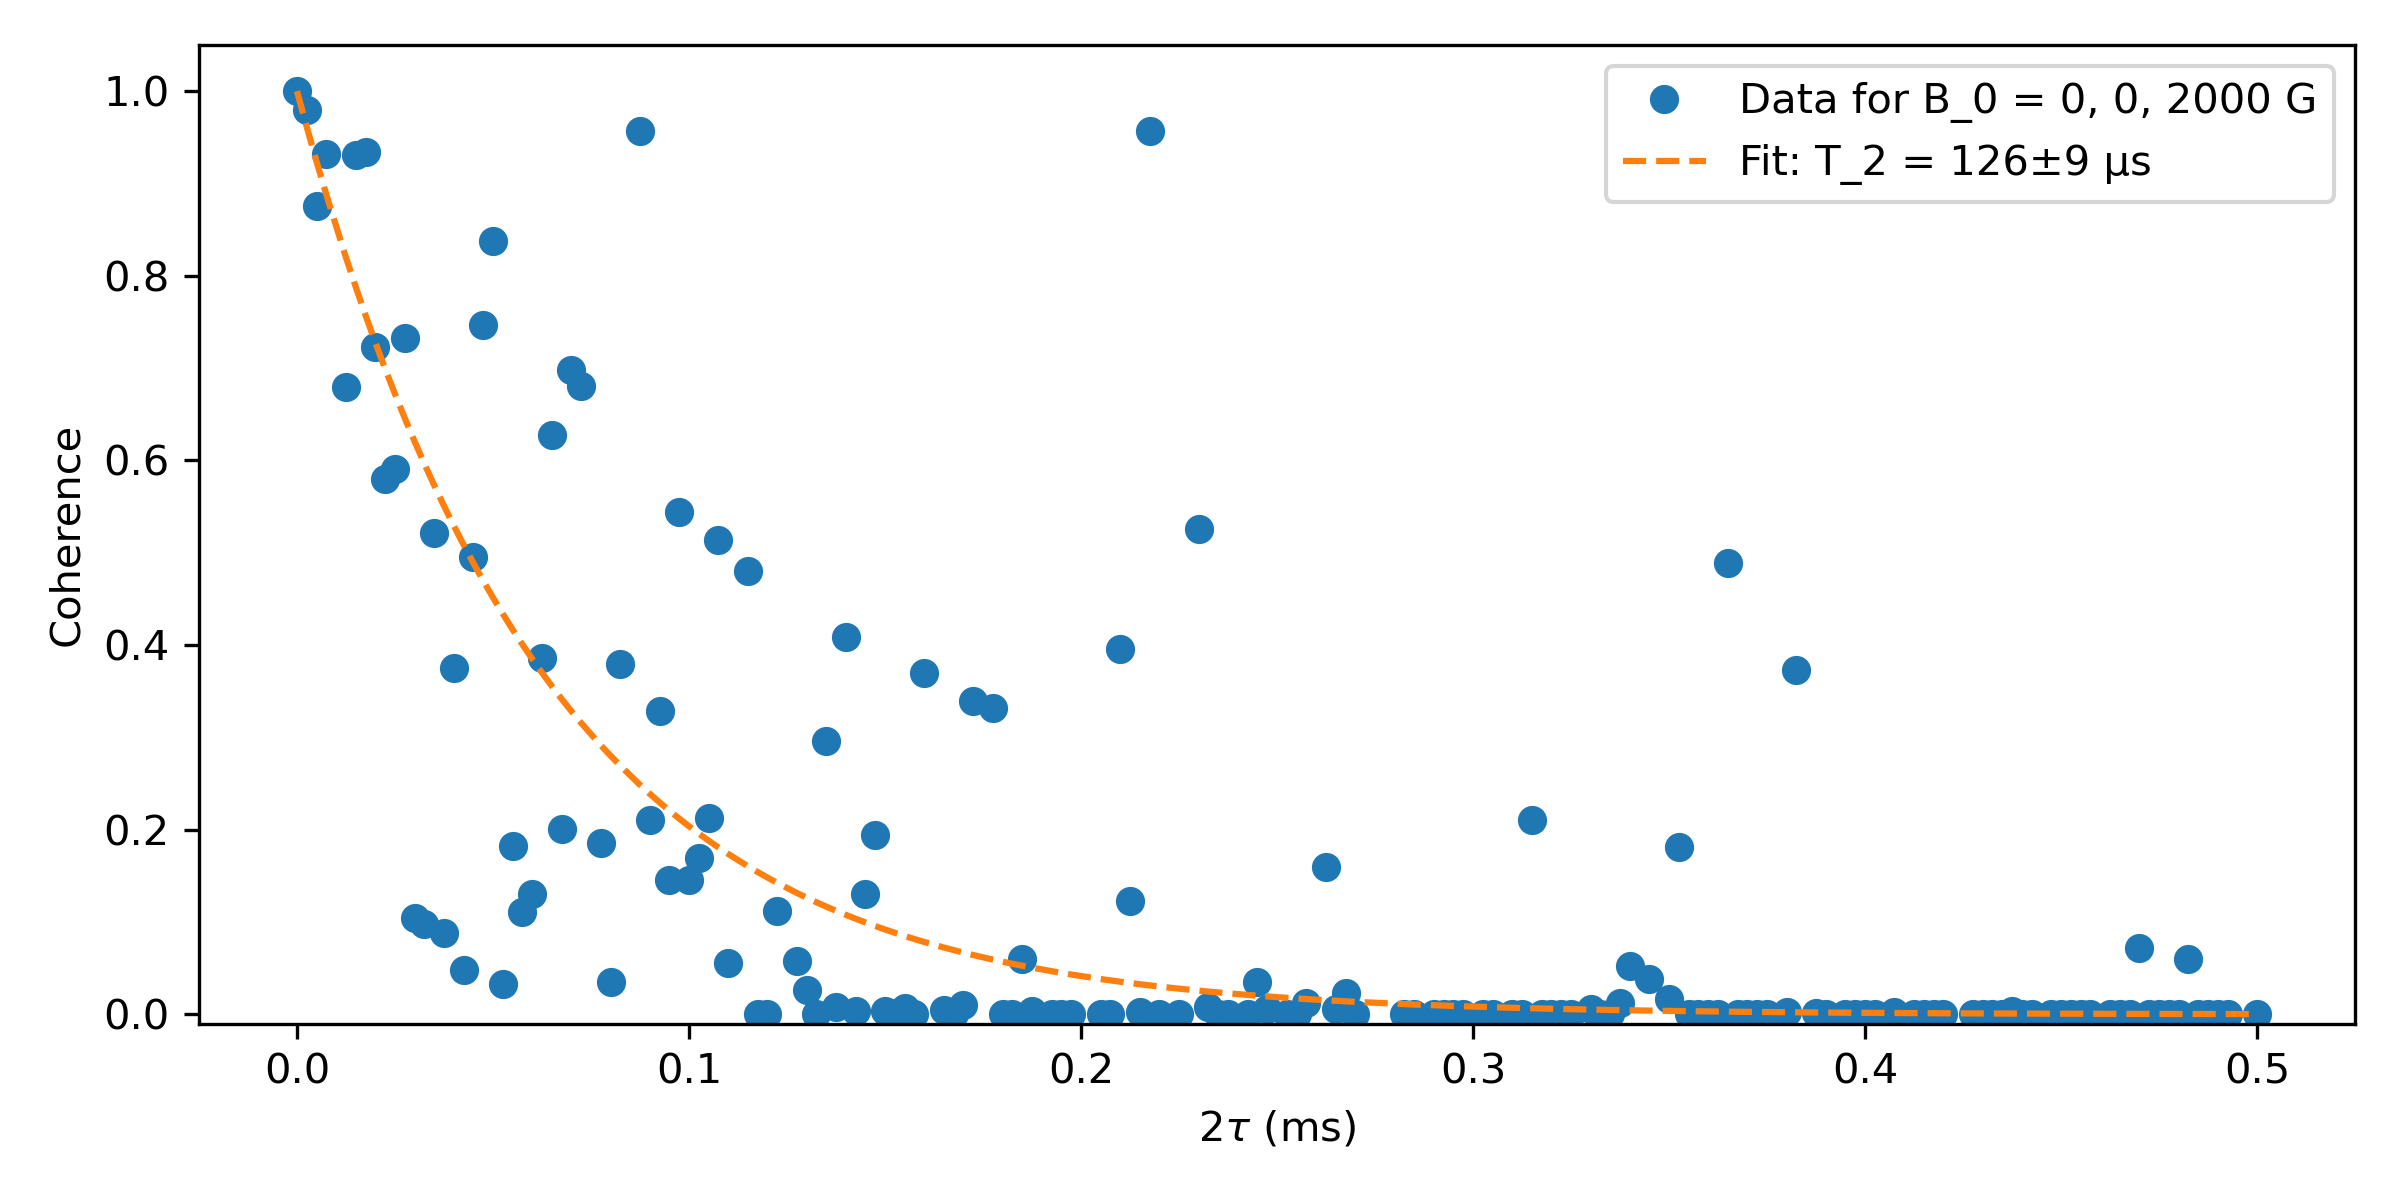 Data for B_0 = 0, 0, 2000 G
Fit: T_2 = 126±9 μs
1.0
0.8
0.6
0.4
0.2
0.0
Coherence
0.0 0.1 0.2 0.3 0.4 0.5
2τ (ms)